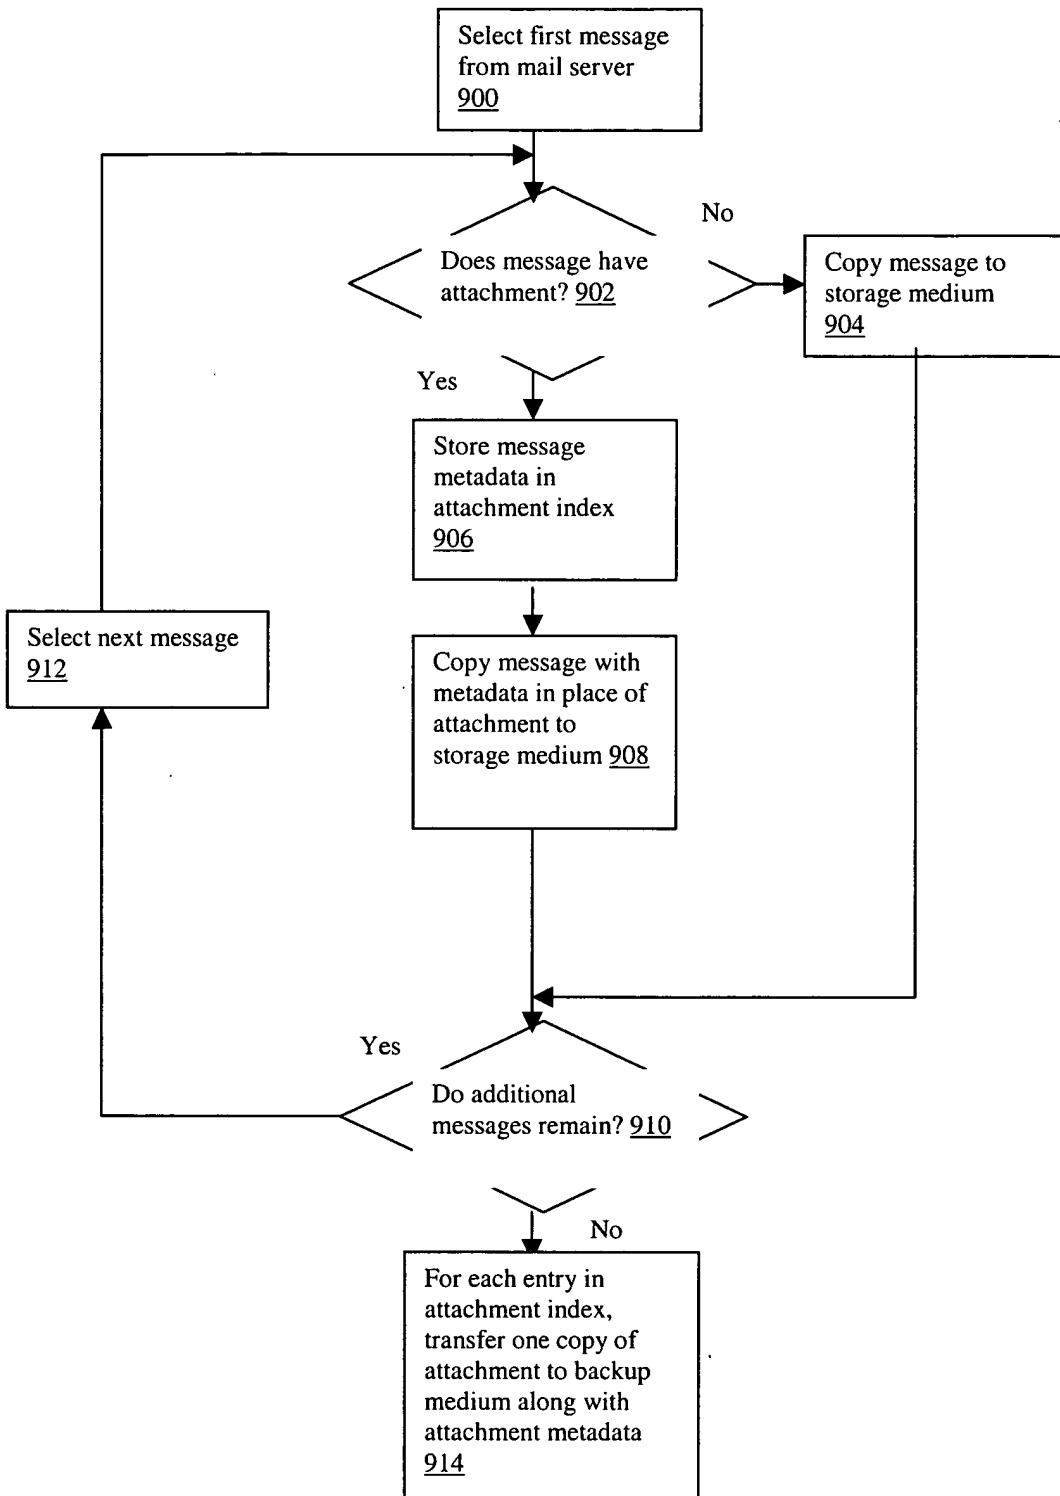 Select first message
from mail server
900
No
Does message have
attachment? 902
Copy message to
storage medium
904
Yes
Store message
metadata in
attachment index
906
Select next message
912
Copy message with
metadata in place of
attachment to
storage medium 908
Yes
Do additional
messages remain? 910
No
For each entry in
attachment index,
transfer one copy of
attachment to backup
medium along with
attachment metadata
914